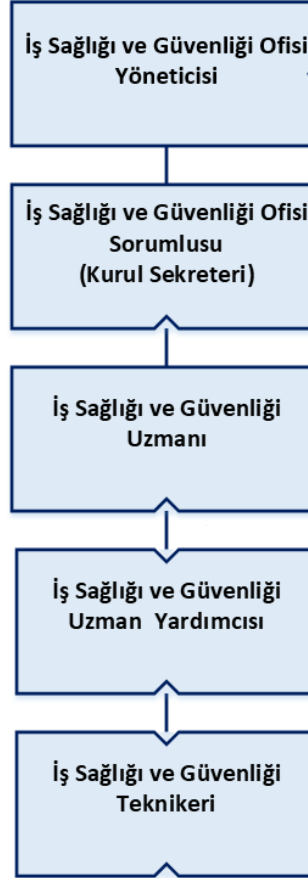 İş Sağlığı ve Güvenliği Ofisi
Yöneticisi
İş Sağlığı ve Güvenliği Ofisi
Sorumlusu
(Kurul Sekreteri)
İş Sağlığı ve Güvenliği
Uzmanı
İş Sağlığı ve Güvenliği
Uzman Yardımcısı
İş Sağlığı ve Güvenliği
Teknikeri